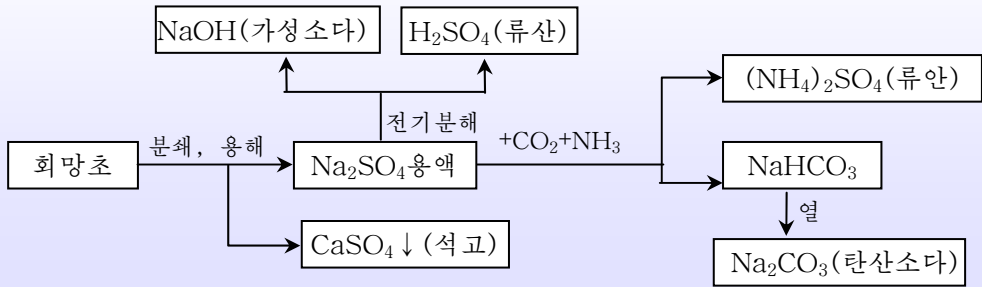 NaOH(가성소다)
H₂SO₄(류산)
(NH₄)₂SO₄(류안)
전기분해
+CO₂+NH₃
분쇄, 용해
회망초
Na₂SO₄용액
NaHCO₃
열
CaSO₄↓(석고)
Na₂CO₃(탄산소다)